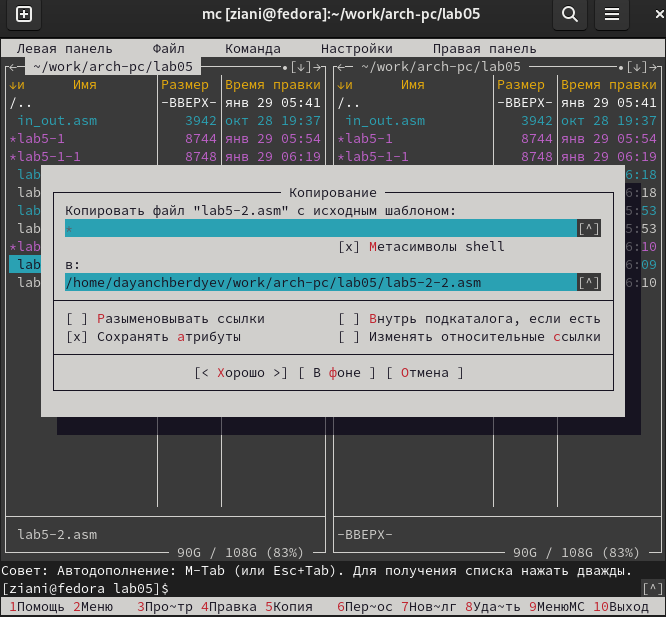 mc [ziani@fedora]:~/work/arch-pc/lab05
Левая панель Файл Команда Настройки Правая панель
~/work/arch-pc/lab05 [↓] ~/work/arch-pc/lab05 [↓]
↓и Имя Размер Время правки ↓и Имя Размер Время правки
/.. -ВВЕРХ- янв 29 05:41 /.. -ВВЕРХ- янв 29 05:41
in_out.asm 3942 окт 28 19:37 in_out.asm 3942 окт 28 19:37
*lab5-1 8744 янв 29 05:54 *lab5-1 8744 янв 29 05:54
*lab5-1-1 8748 янв 29 06:19 *lab5-1-1 8748 янв 29 06:19
lab 6:18
lab Копирование 6:18
lab Копировать файл "lab5-2.asm" с исходным шаблоном: 5:53
lab * [^] 5:53
*lab [x] Метасимволы shell 6:10
lab в: 6:09
lab /home/dayanchberdyev/work/arch-pc/lab05/lab5-2-2.asm [^] 6:10
[ ] Разыменовывать ссылки [ ] Внутрь подкаталога, если есть
[x] Сохранять атрибуты [ ] Изменять относительные ссылки
[< Хорошо >] [ В фоне ] [ Отмена ]
lab5-2.asm -ВВЕРХ-
90G / 108G (83%) 90G / 108G (83%)
Совет: Автодополнение: M-Tab (или Esc+Tab). Для получения списка нажать дважды.
[ziani@fedora lab05]$ [^]
1Помощь 2Меню 3Про~тр 4Правка 5Копия 6Пер~ос 7Нов~лг 8Уда~ть 9МенюМС 10Выход